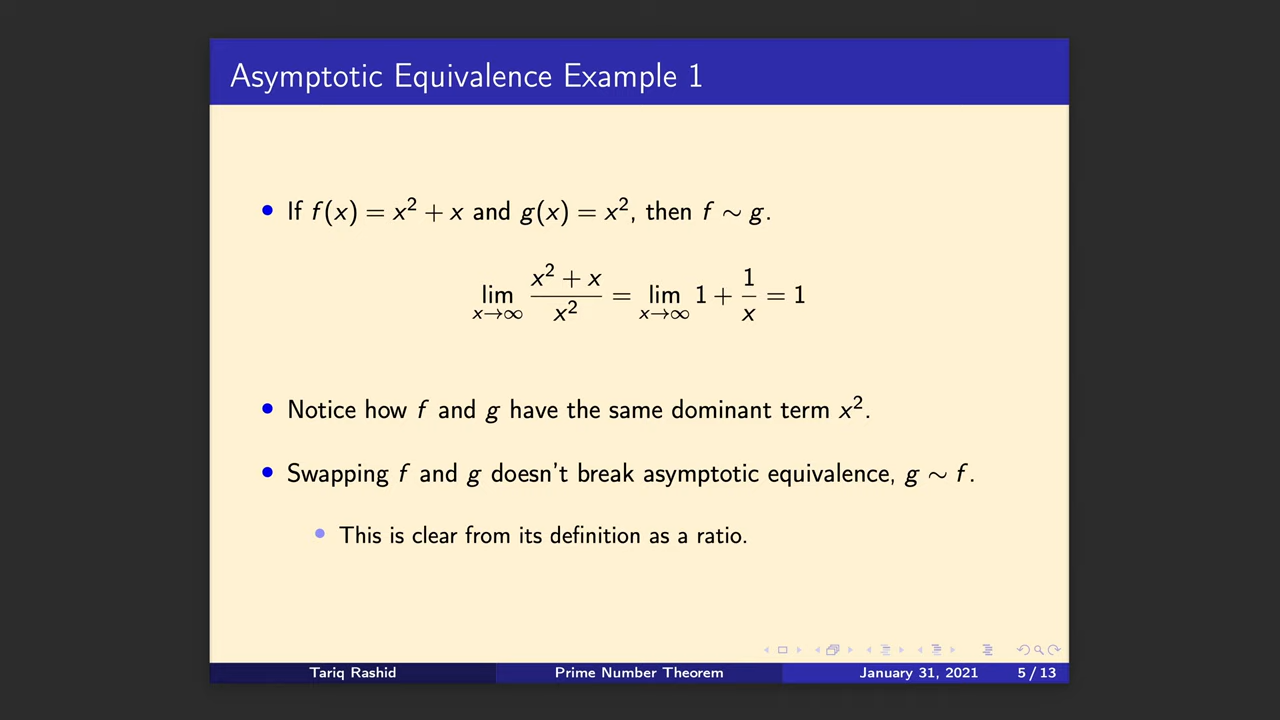 Asymptotic Equivalence Example 1
• If f(x) = x² + x and g(x) = x², then f ∼ g.
lim x→∞ (x² + x)/x² = lim x→∞ 1 + 1/x = 1
• Notice how f and g have the same dominant term x².
• Swapping f and g doesn't break asymptotic equivalence, g ∼ f.
• This is clear from its definition as a ratio.
Tariq Rashid Prime Number Theorem January 31, 2021 5 / 13